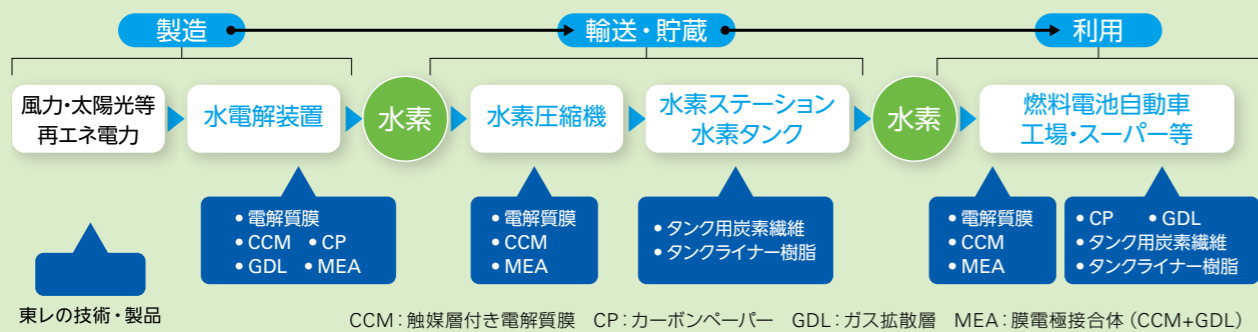 製造
輸送・貯蔵
利用
風力・太陽光等
再エネ電力
水電解装置
水素
水素圧縮機
水素ステーション
水素タンク
水素
燃料電池自動車
工場・スーパー等
• 電解質膜
• CCM • CP
• GDL • MEA
• 電解質膜
• CCM
• MEA
• タンク用炭素繊維
• タンクライナー樹脂
• 電解質膜
• CCM
• MEA
• CP • GDL
• タンク用炭素繊維
• タンクライナー樹脂
東レの技術・製品
CCM：触媒層付き電解質膜 CP：カーボンペーパー GDL：ガス拡散層 MEA：膜電極接合体（CCM+GDL）